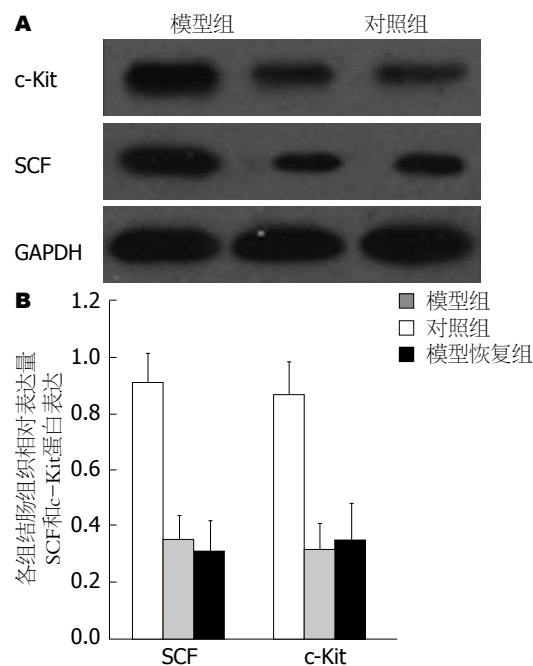 A
模型组 对照组
c-Kit
SCF
GAPDH
B
模型组
对照组
模型恢复组
各组结肠组织相对表达量
SCF和c-Kit蛋白表达
1.2
1.0
0.8
0.6
0.4
0.2
0.0
SCF c-Kit